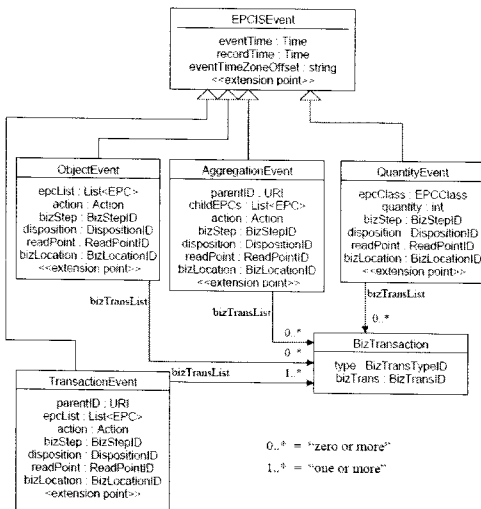 EPCISEvent
eventTime : Time
recordTime : Time
eventTimeZoneOffset : string
<<extension point>>
ObjectEvent
epcList : List<EPC>
action : Action
bizStep : BizStepID
disposition : DispositionID
readPoint : ReadPointID
bizLocation : BizLocationID
<<extension point>>
AggregationEvent
parentID : URI
childEPCs : List<EPC>
action : Action
bizStep : BizStepID
disposition : DispositionID
readPoint : ReadPointID
bizLocation : BizLocationID
<<extension point>>
QuantityEvent
epcClass : EPCClass
quantity : int
bizStep : BizStepID
disposition : DispositionID
readPoint : ReadPointID
bizLocation : BizLocationID
<<extension point>>
bizTransList
0..*
bizTransList
0..*
bizTransList
0..*
1..*
BizTransaction
type : BizTransTypeID
bizTrans : BizTransID
TransactionEvent
parentID : URI
epcList : List<EPC>
action : Action
bizStep : BizStepID
disposition : DispositionID
readPoint : ReadPointID
bizLocation : BizLocationID
<extension point>>
bizTransList
0..* = "zero or more"
1..* = "one or more"